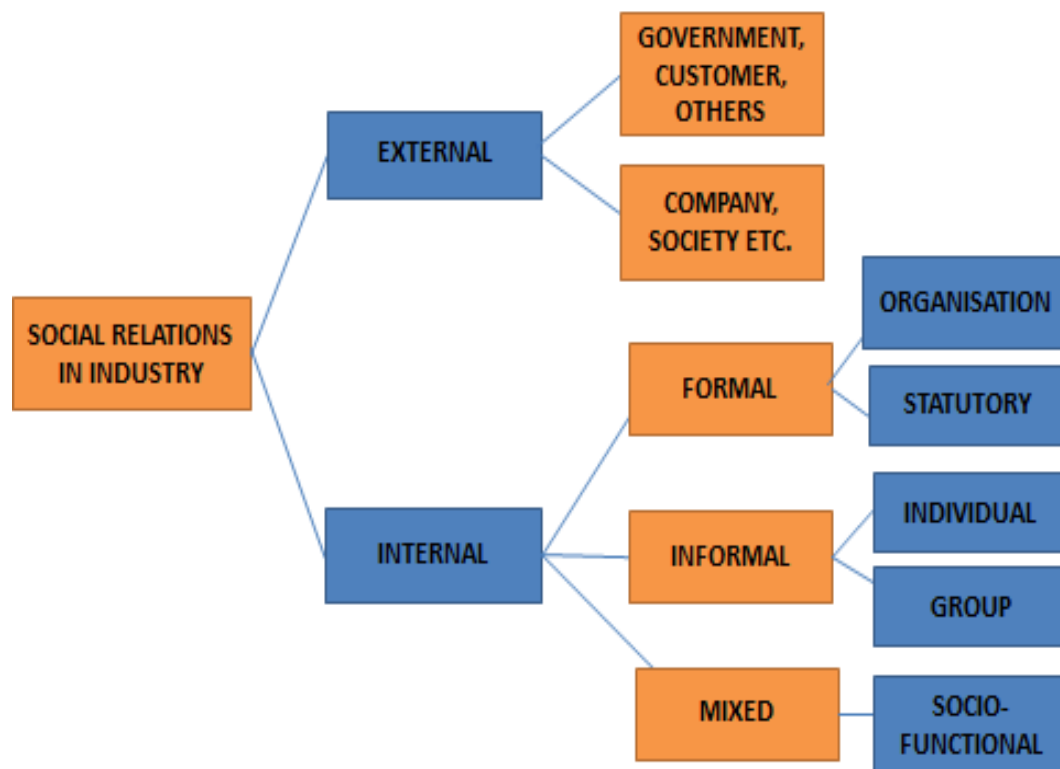 GOVERNMENT,
CUSTOMER,
OTHERS
EXTERNAL
COMPANY,
SOCIETY ETC.
SOCIAL RELATIONS
IN INDUSTRY
ORGANISATION
FORMAL
STATUTORY
INTERNAL
INFORMAL
INDIVIDUAL
GROUP
MIXED
SOCIO-
FUNCTIONAL